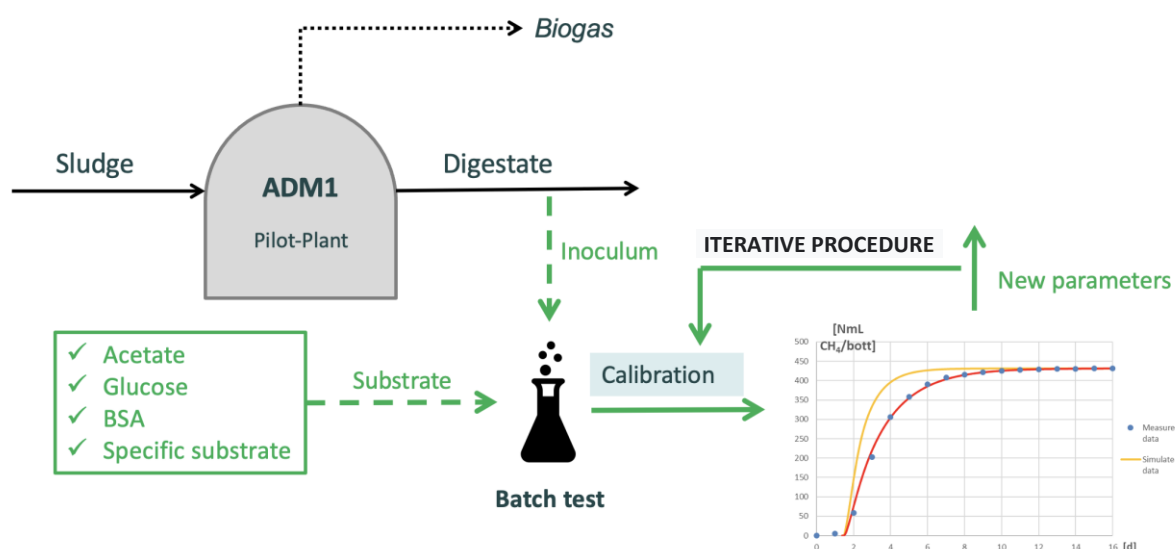 Biogas
Sludge
ADM1
Pilot-Plant
Digestate
Inoculum
ITERATIVE PROCEDURE
New parameters
✓ Acetate
✓ Glucose
✓ BSA
✓ Specific substrate
Substrate
Batch test
Calibration
[NmL
CH₄/bott]
500
450
400
350
300
250
200
150
100
50
0
0 2 4 6 8 10 12 14 16
[d]
Measure
data
Simulate
data